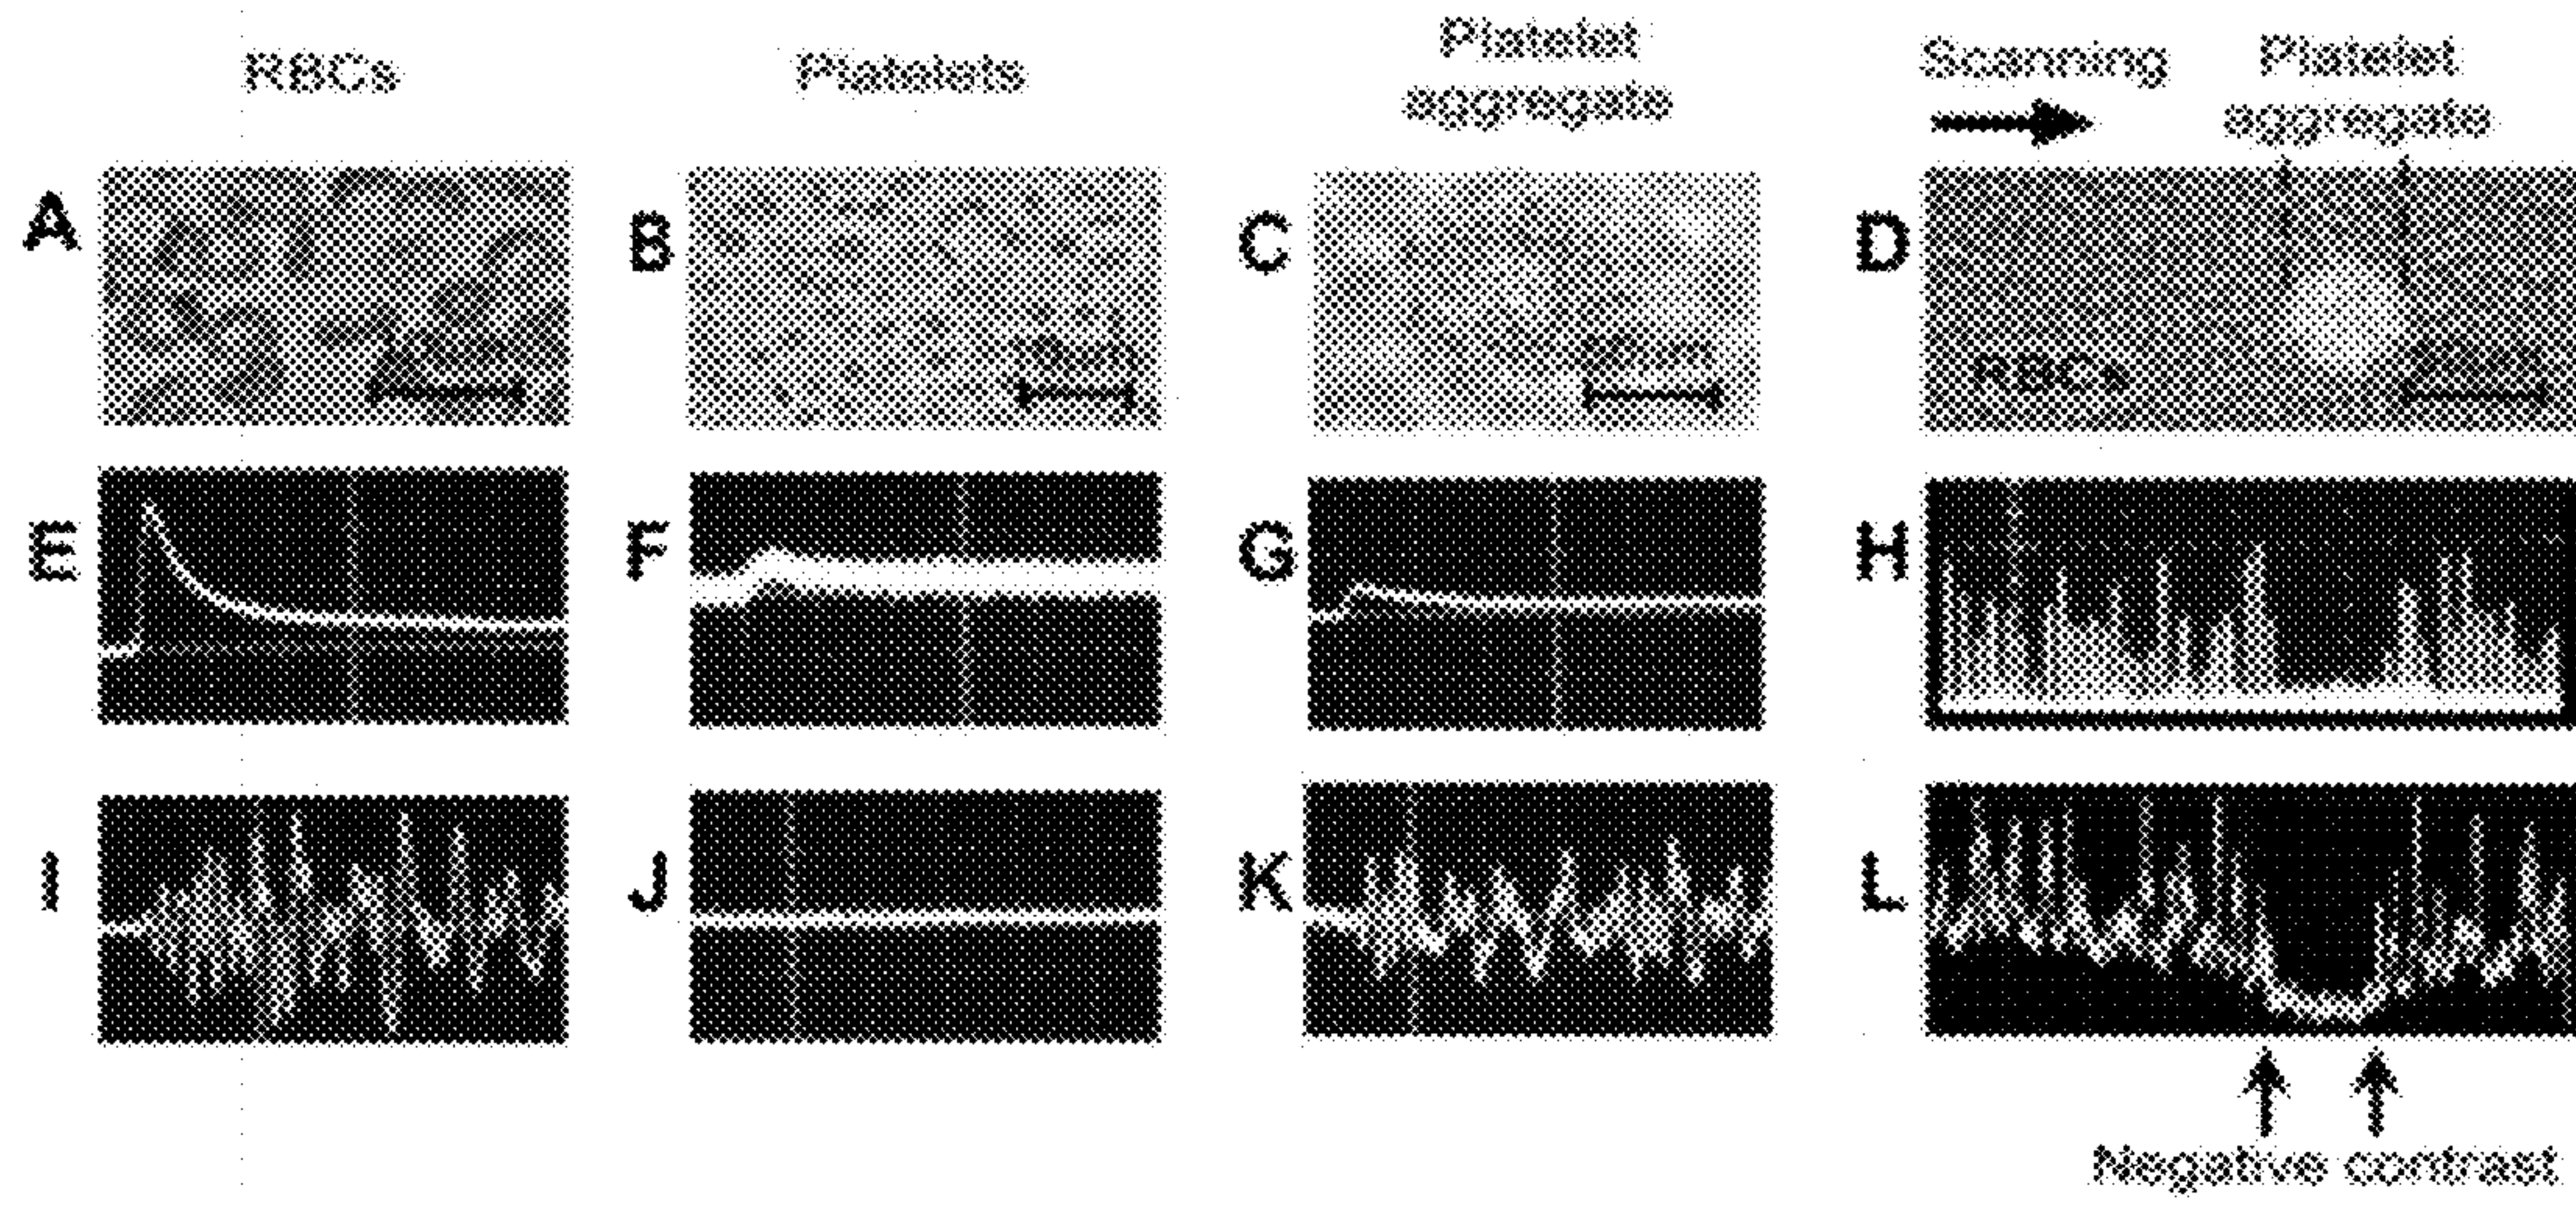 RBCs
Platelets
Platelet
aggregate
Scanning
Platelet
aggregate
A
B
C
D
RBCs
E
F
G
H
I
J
K
L
Negative contrast